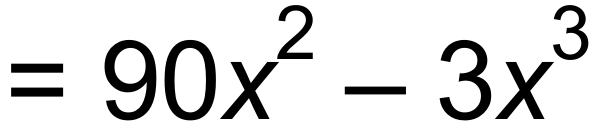 = 90x² – 3x³